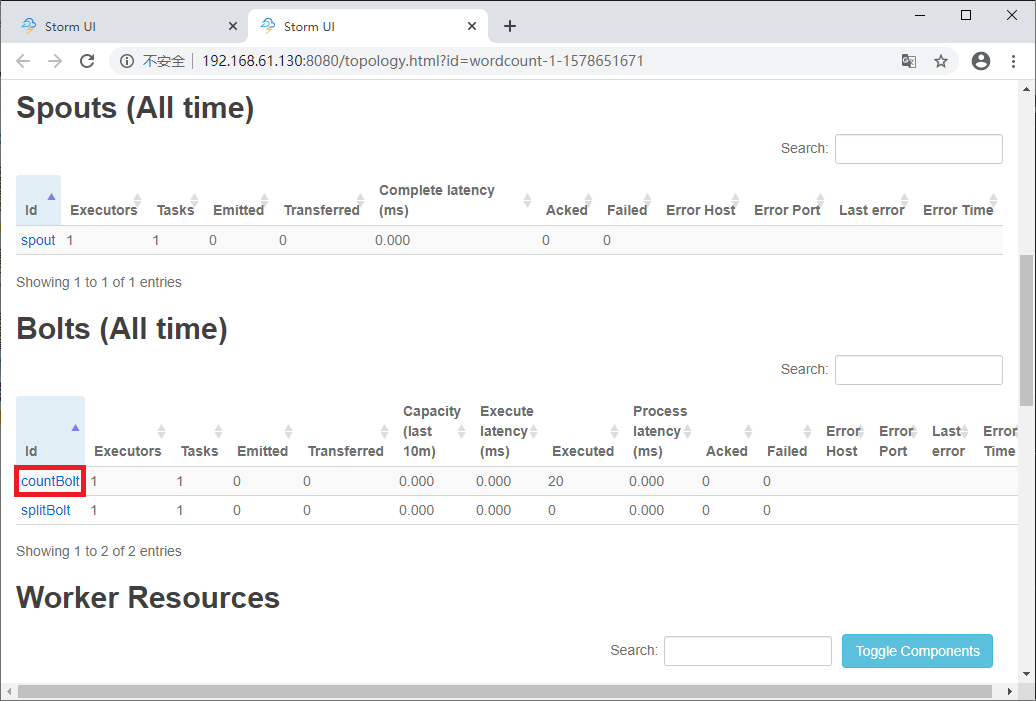 Storm UI
Storm UI
不安全 192.168.61.130:8080/topology.html?id=wordcount-1-1578651671
Spouts (All time)
Search:
Id Executors Tasks Emitted Transferred Complete latency (ms) Acked Failed Error Host Error Port Last error Error Time
spout 1 1 0 0 0.000 0 0
Showing 1 to 1 of 1 entries
Bolts (All time)
Search:
Id Executors Tasks Emitted Transferred Capacity (last 10m) Execute latency (ms) Executed Process latency (ms) Acked Failed Error Host Error Port Last error Error Time
countBolt 1 1 0 0 0.000 0.000 20 0.000 0 0
splitBolt 1 1 0 0 0.000 0.000 0 0.000 0 0
Showing 1 to 2 of 2 entries
Worker Resources
Search: Toggle Components